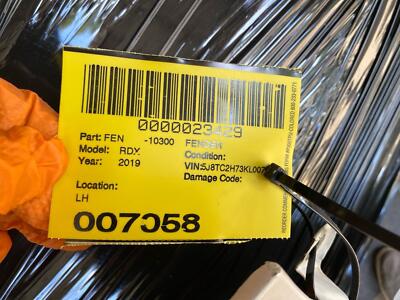 0000023429
Part: FEN -10300 FENDER
Model: RDX Condition:
Year: 2019 VIN:5J8TC2H73KL007
Damage Code:
Location:
LH
007058